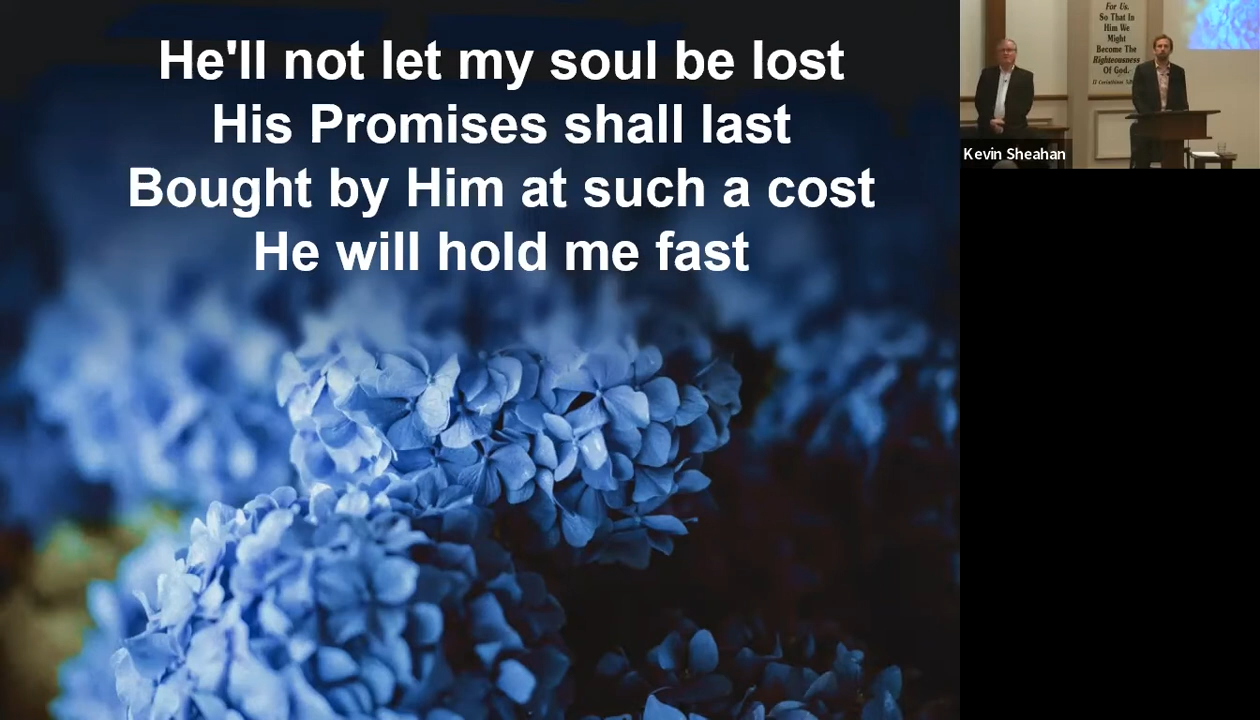 He'll not let my soul be lost
His Promises shall last
Bought by Him at such a cost
He will hold me fast
For Us,
So That In
Him We
Might
Become The
Righteousness
Of God.
II Corinthians
Kevin Sheahan